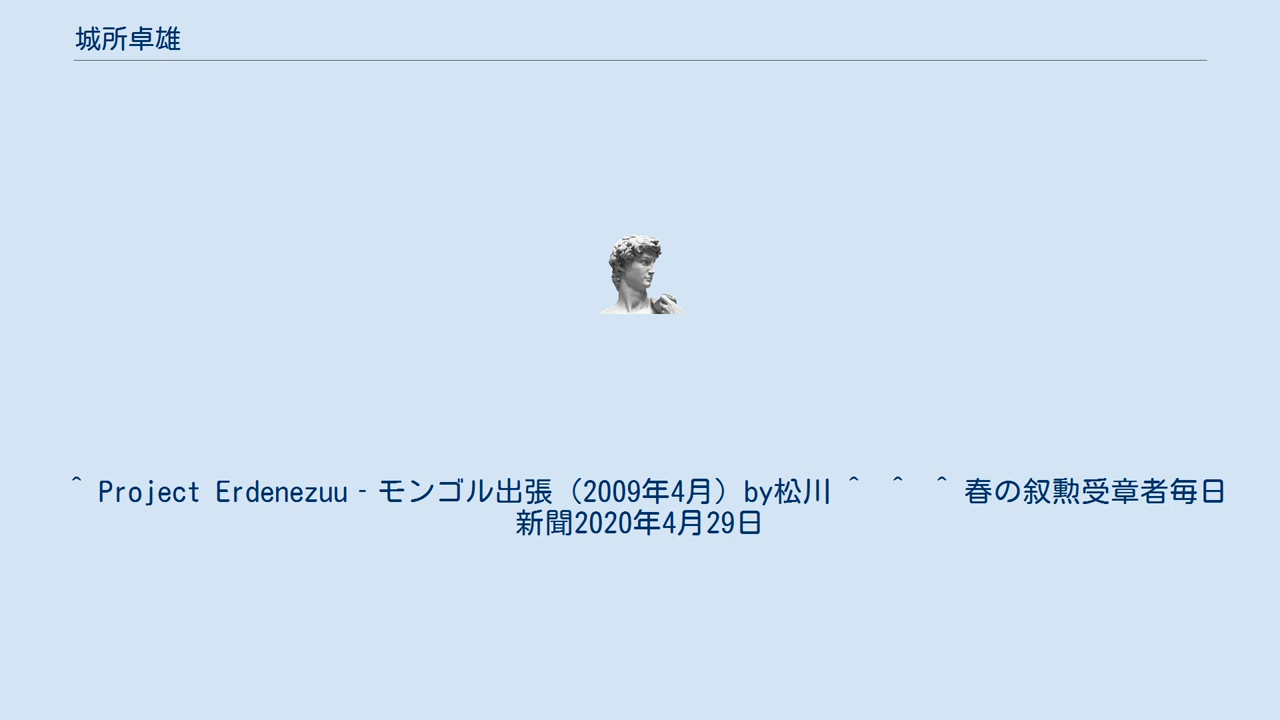 城所卓雄
^ Project Erdenezuu‐モンゴル出張（2009年4月）by松川 ^ ^ ^ 春の叙勲受章者毎日
新聞2020年4月29日